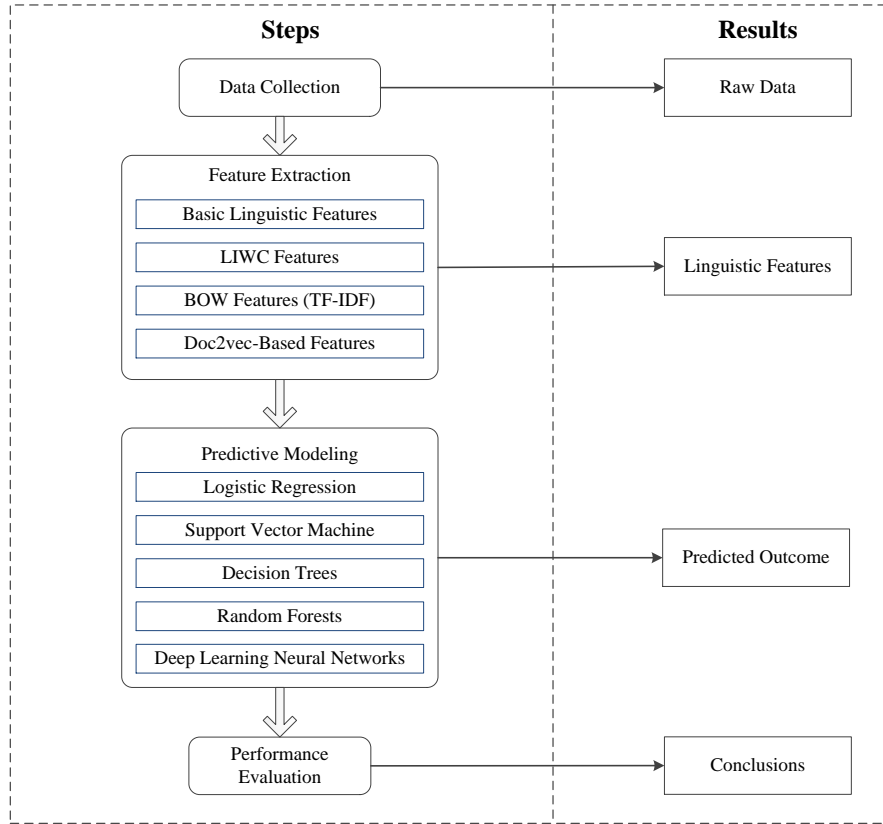 Steps
Results
Data Collection
Raw Data
Feature Extraction
Basic Linguistic Features
LIWC Features
BOW Features (TF-IDF)
Doc2vec-Based Features
Linguistic Features
Predictive Modeling
Logistic Regression
Support Vector Machine
Decision Trees
Random Forests
Deep Learning Neural Networks
Predicted Outcome
Performance
Evaluation
Conclusions